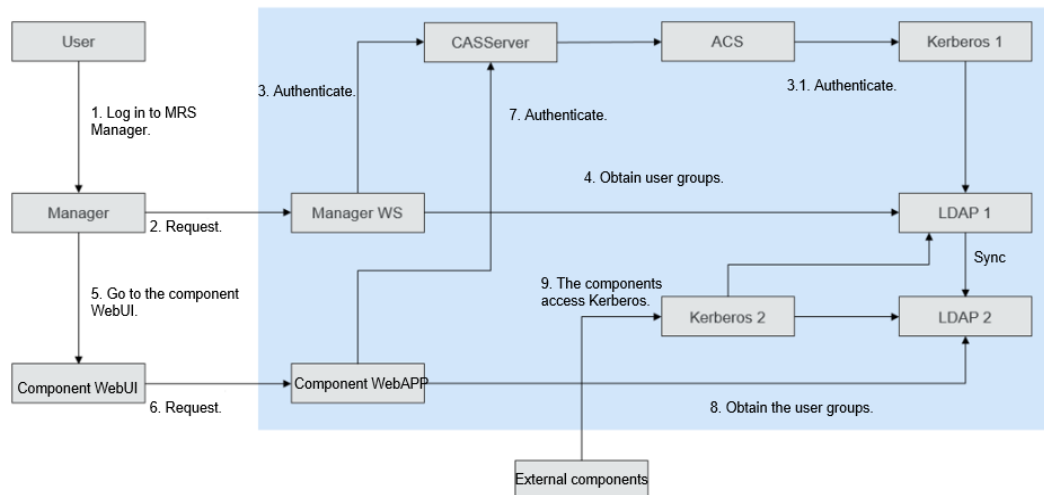 User
CASServer
ACS
Kerberos 1
3. Authenticate.
3.1. Authenticate.
1. Log in to MRS
Manager.
7. Authenticate.
4. Obtain user groups.
Manager
Manager WS
LDAP 1
2. Request.
Sync
5. Go to the component
WebUI.
9. The components
access Kerberos.
Kerberos 2
LDAP 2
Component WebUI
Component WebAPP
6. Request.
8. Obtain the user groups.
External components